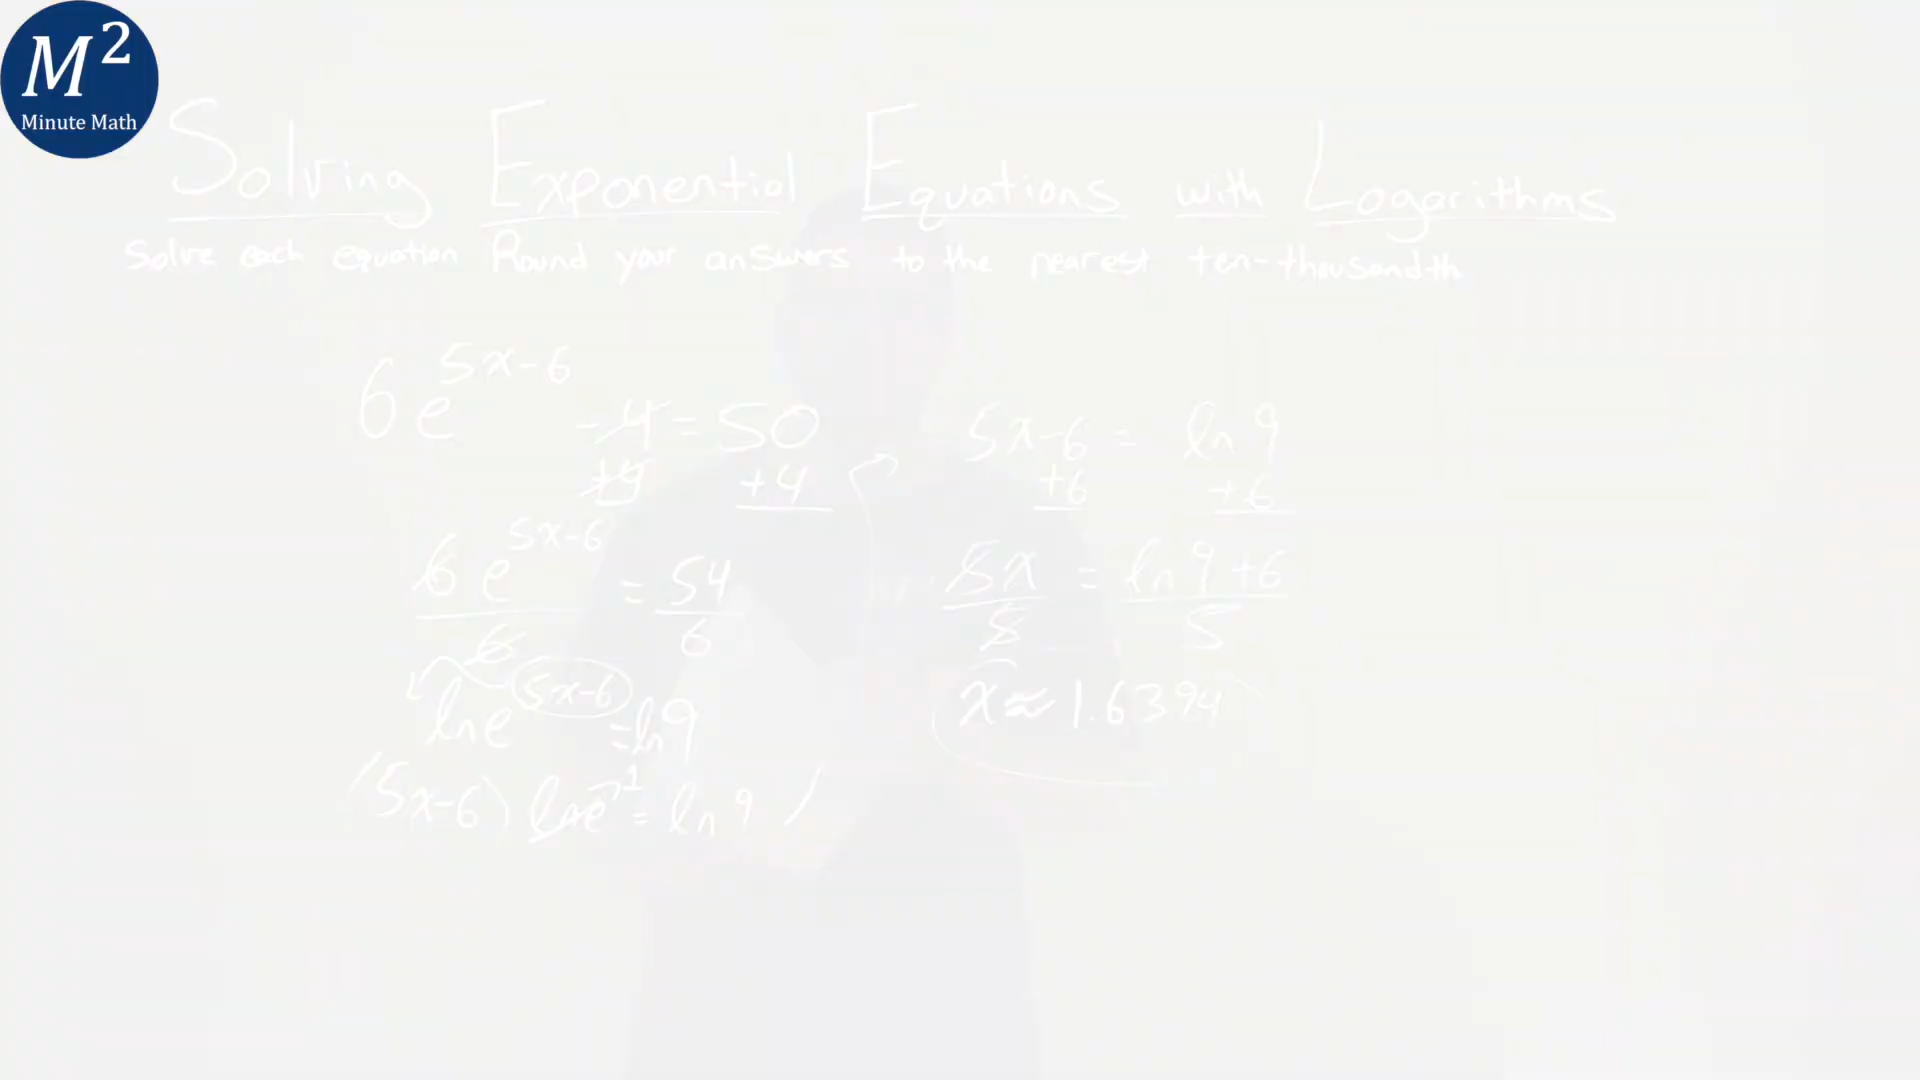 M²
Minute Math
Solving Exponential Equations with Logarithms
Solve each equation Round your answers to the nearest ten-thousandth
6e^(5x-6) -4 = 50
+4 +4
6e^(5x-6) = 54
6 6
ln e^(5x-6) = ln 9
(5x-6) ln e 1 = ln 9
5x-6 = ln 9
+6 +6
5x = ln 9 + 6
5 5
x ≈ 1.6394